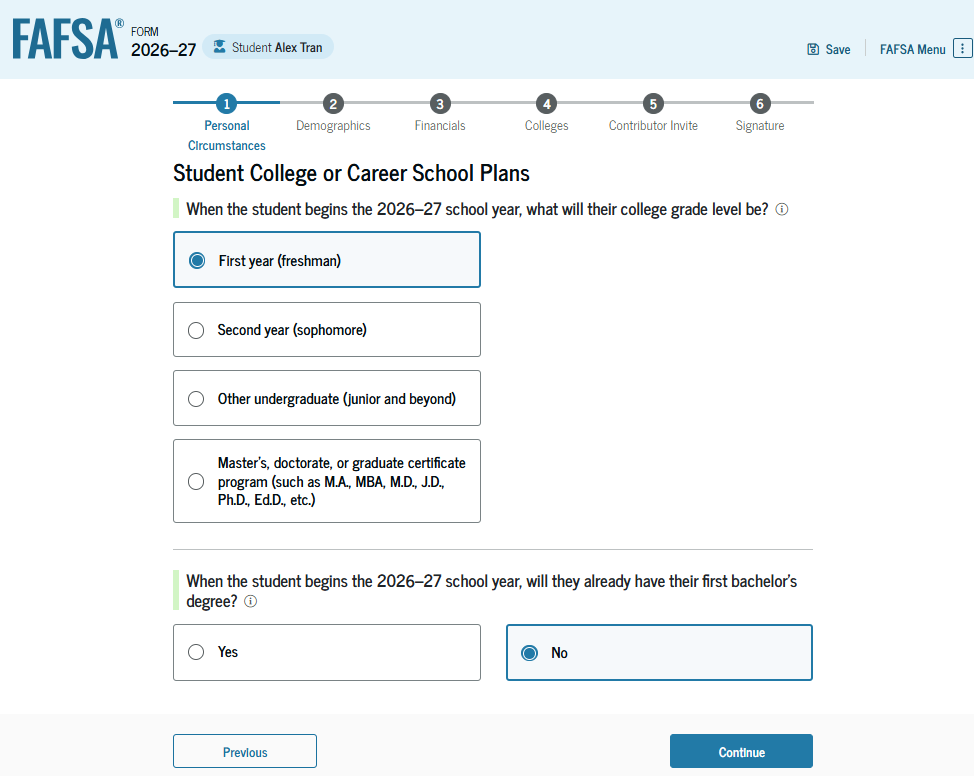 FAFSA® FORM
2026–27
Student Alex Tran
Save
FAFSA Menu
1 2 3 4 5 6
Personal Circumstances
Demographics
Financials
Colleges
Contributor Invite
Signature
Student College or Career School Plans
When the student begins the 2026–27 school year, what will their college grade level be?
First year (freshman)
Second year (sophomore)
Other undergraduate (junior and beyond)
Master's, doctorate, or graduate certificate
program (such as M.A., MBA, M.D., J.D.,
Ph.D., Ed.D., etc.)
When the student begins the 2026–27 school year, will they already have their first bachelor's
degree?
Yes
No
Previous
Continue